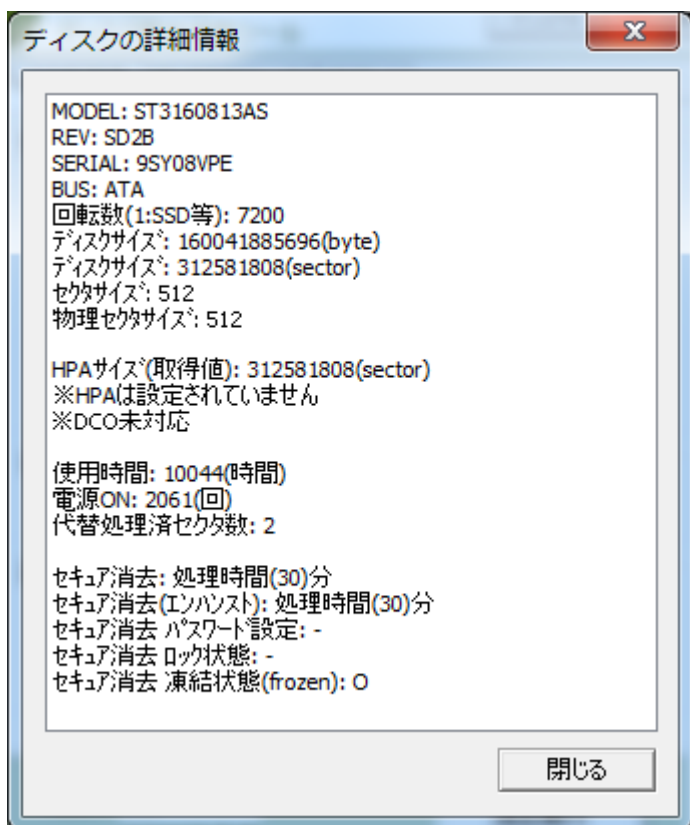 ディスクの詳細情報
MODEL: ST3160813AS
REV: SD2B
SERIAL: 9SY08VPE
BUS: ATA
回転数(1:SSD等): 7200
ディスクサイズ: 160041885696(byte)
ディスクサイズ: 312581808(sector)
セクタサイズ: 512
物理セクタサイズ: 512
HPAサイズ(取得値): 312581808(sector)
※HPAは設定されていません
※DCO未対応
使用時間: 10044(時間)
電源ON: 2061(回)
代替処理済セクタ数: 2
セキュア消去: 処理時間(30)分
セキュア消去(エンハンスト): 処理時間(30)分
セキュア消去 パスワード設定: -
セキュア消去 ロック状態: -
セキュア消去 凍結状態(frozen): O
閉じる